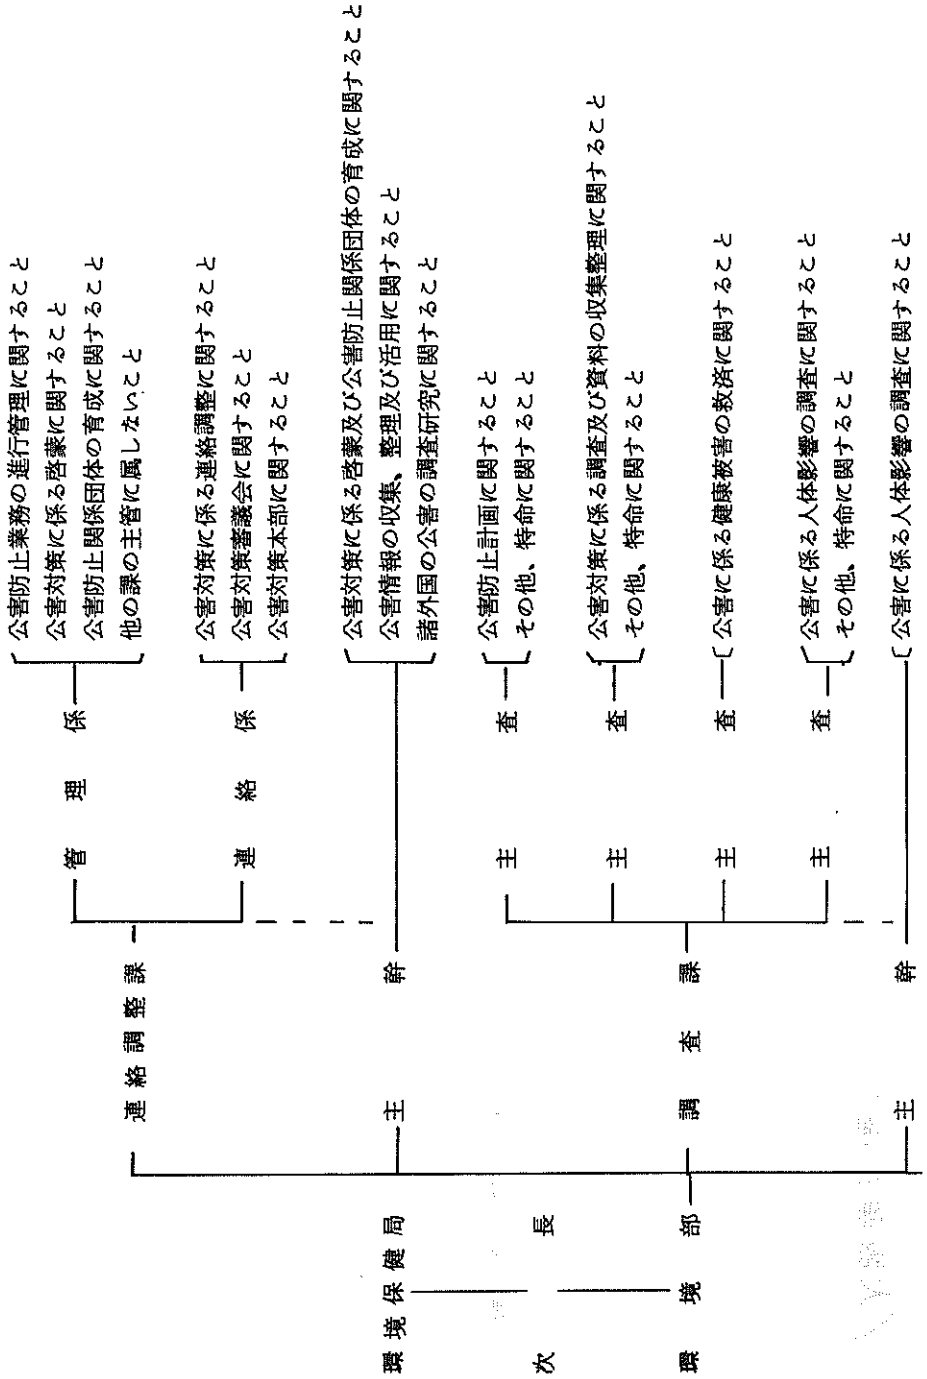 環境保健局
次長
環境部
連絡調整課
管理係
公害防止業務の進行管理に関すること
公害対策に係る啓蒙に関すること
公害防止関係団体の育成に関すること
他の課の主管に属しないこと
連絡係
公害対策に係る連絡調整に関すること
公害対策審議会に関すること
公害対策本部に関すること
主幹
公害対策に係る啓蒙及び公害防止関係団体の育成に関すること
公害情報の収集、整理及び活用に関すること
諸外国の公害の調査研究に関すること
調査課
主査
公害防止計画に関すること
その他、特命に関すること
主査
公害対策に係る調査及び資料の収集整理に関すること
その他、特命に関すること
主査
公害に係る健康被害の救済に関すること
主査
公害に係る人体影響の調査に関すること
その他、特命に関すること
主幹
公害に係る人体影響の調査に関すること